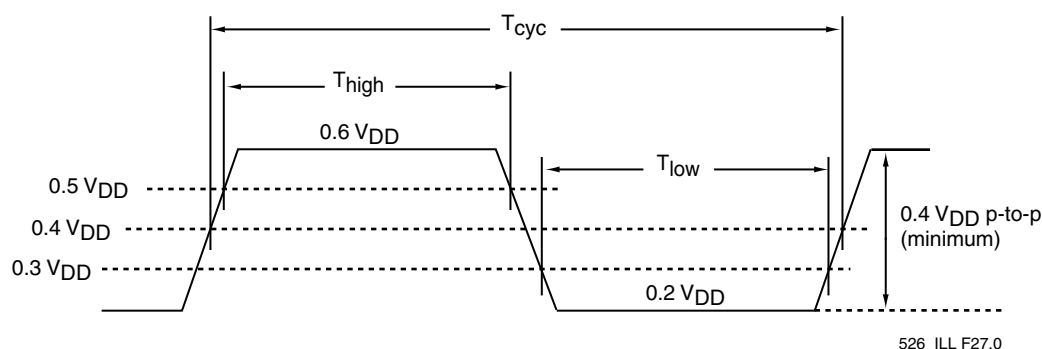 Tcyc
Thigh
0.6 VDD
Tlow
0.5 VDD
0.4 VDD
0.4 VDD p-to-p
(minimum)
0.3 VDD
0.2 VDD
526 ILL F27.0